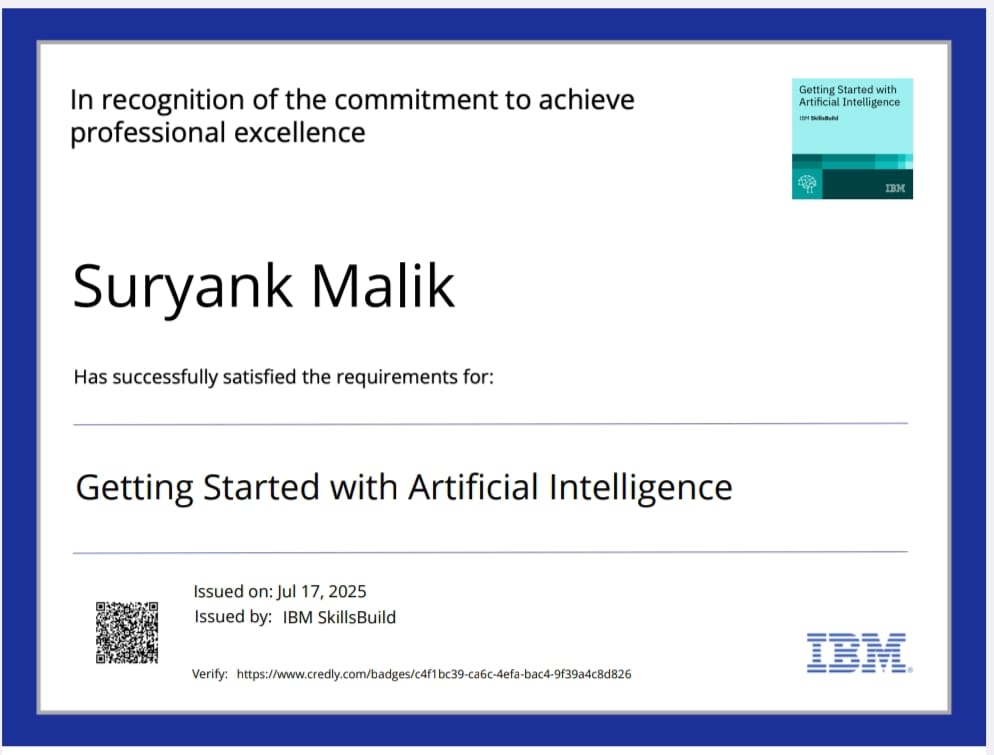 In recognition of the commitment to achieve
professional excellence
Getting Started with
Artificial Intelligence
IBM SkillsBuild
IBM
Suryank Malik
Has successfully satisfied the requirements for:
Getting Started with Artificial Intelligence
Issued on: Jul 17, 2025
Issued by: IBM SkillsBuild
Verify: https://www.credly.com/badges/c4f1bc39-ca6c-4efa-bac4-9f39a4c8d826
IBM®